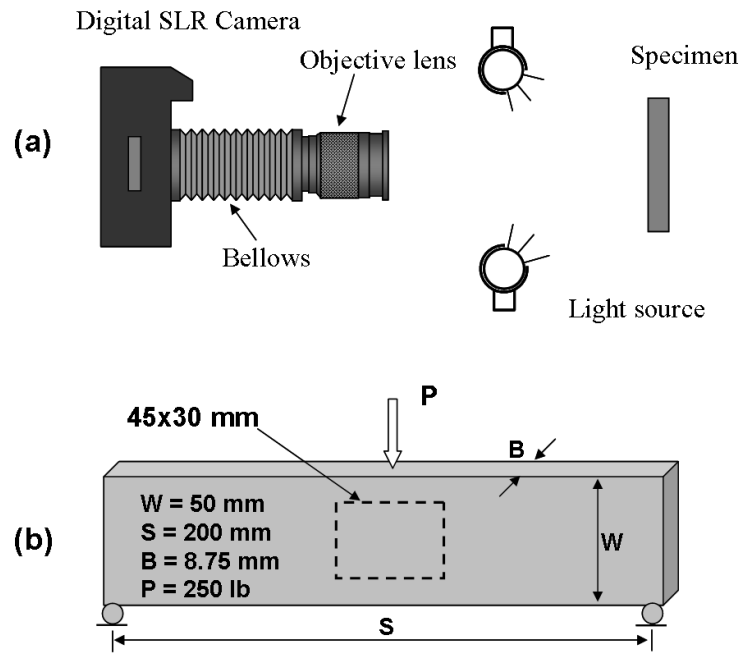 Digital SLR Camera
Objective lens
Specimen
(a)
Bellows
Light source
P
45x30 mm
B
W = 50 mm
S = 200 mm
B = 8.75 mm
P = 250 lb
(b)
W
S